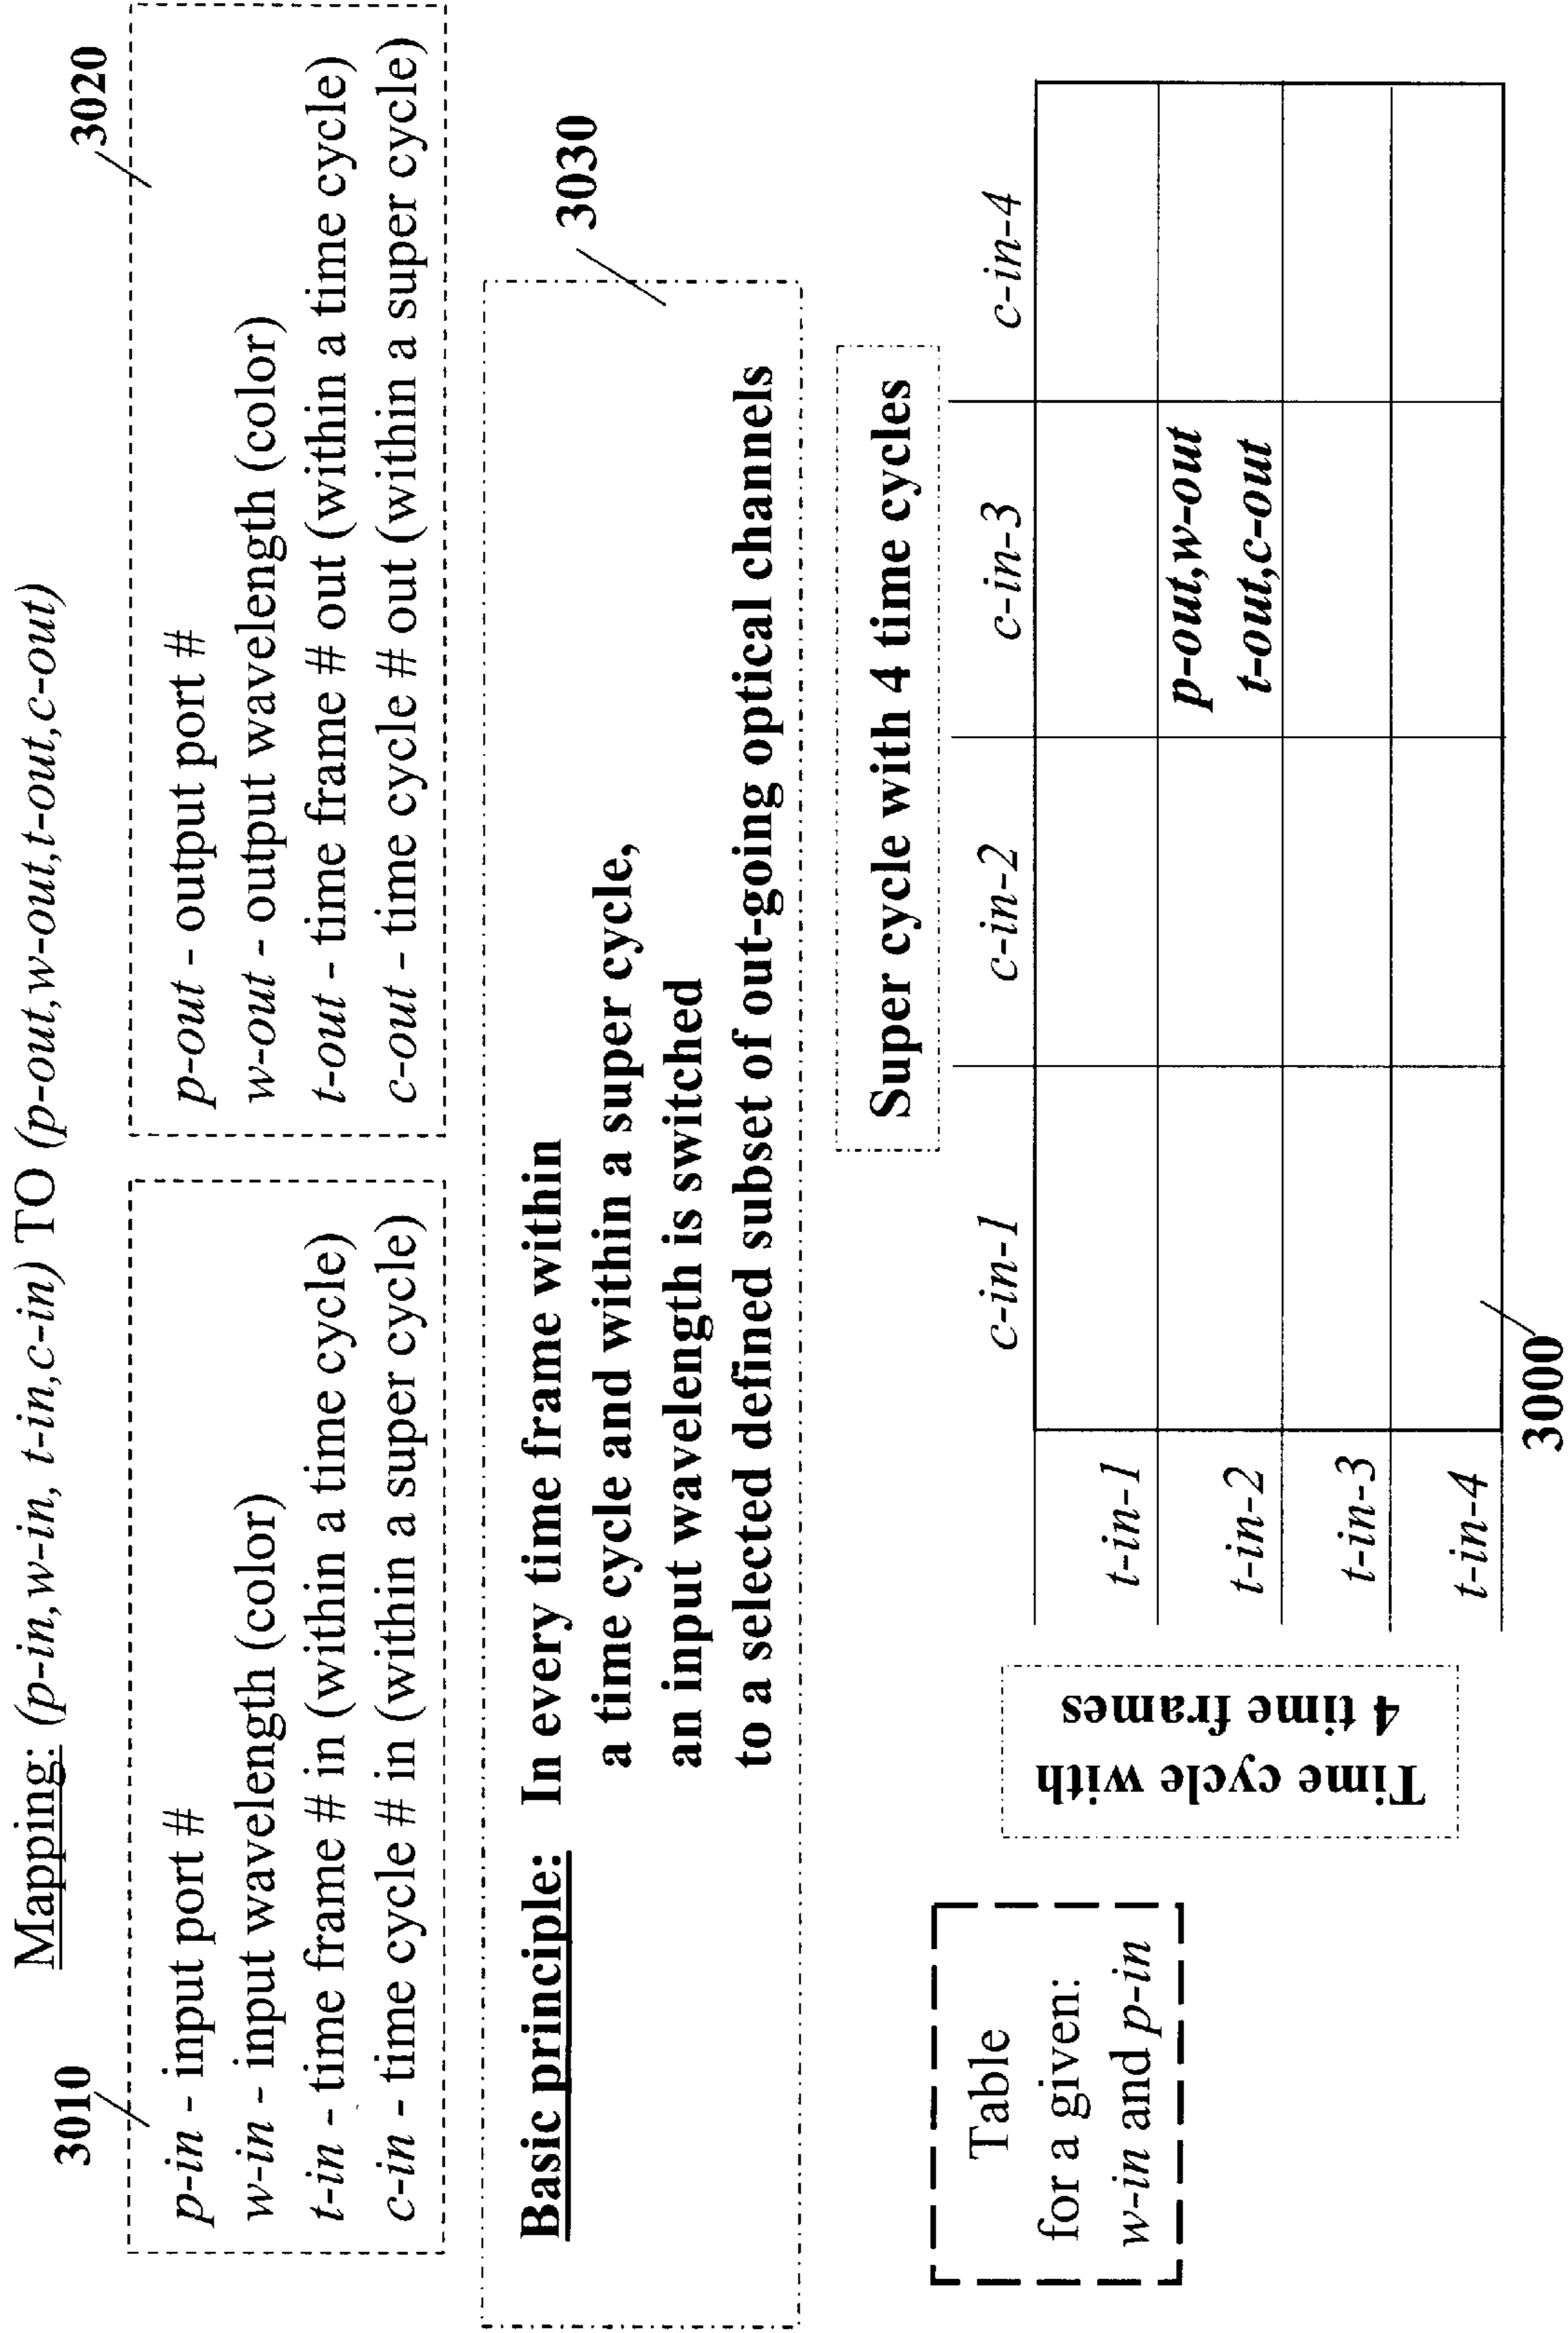 Mapping: (p-in,w-in, t-in,c-in) TO (p-out,w-out,t-out,c-out)
3010
3020
p-in - input port #
w-in - input wavelength (color)
t-in - time frame # in (within a time cycle)
c-in - time cycle # in (within a super cycle)
p-out - output port #
w-out - output wavelength (color)
t-out - time frame # out (within a time cycle)
c-out - time cycle # out (within a super cycle)
3030
Basic principle: In every time frame within
a time cycle and within a super cycle,
an input wavelength is switched
to a selected defined subset of out-going optical channels
Table
for a given:
w-in and p-in
Super cycle with 4 time cycles
c-in-1 c-in-2 c-in-3 c-in-4
Time cycle with
4 time frames
t-in-1
t-in-2
p-out,w-out
t-out,c-out
t-in-3
t-in-4
3000